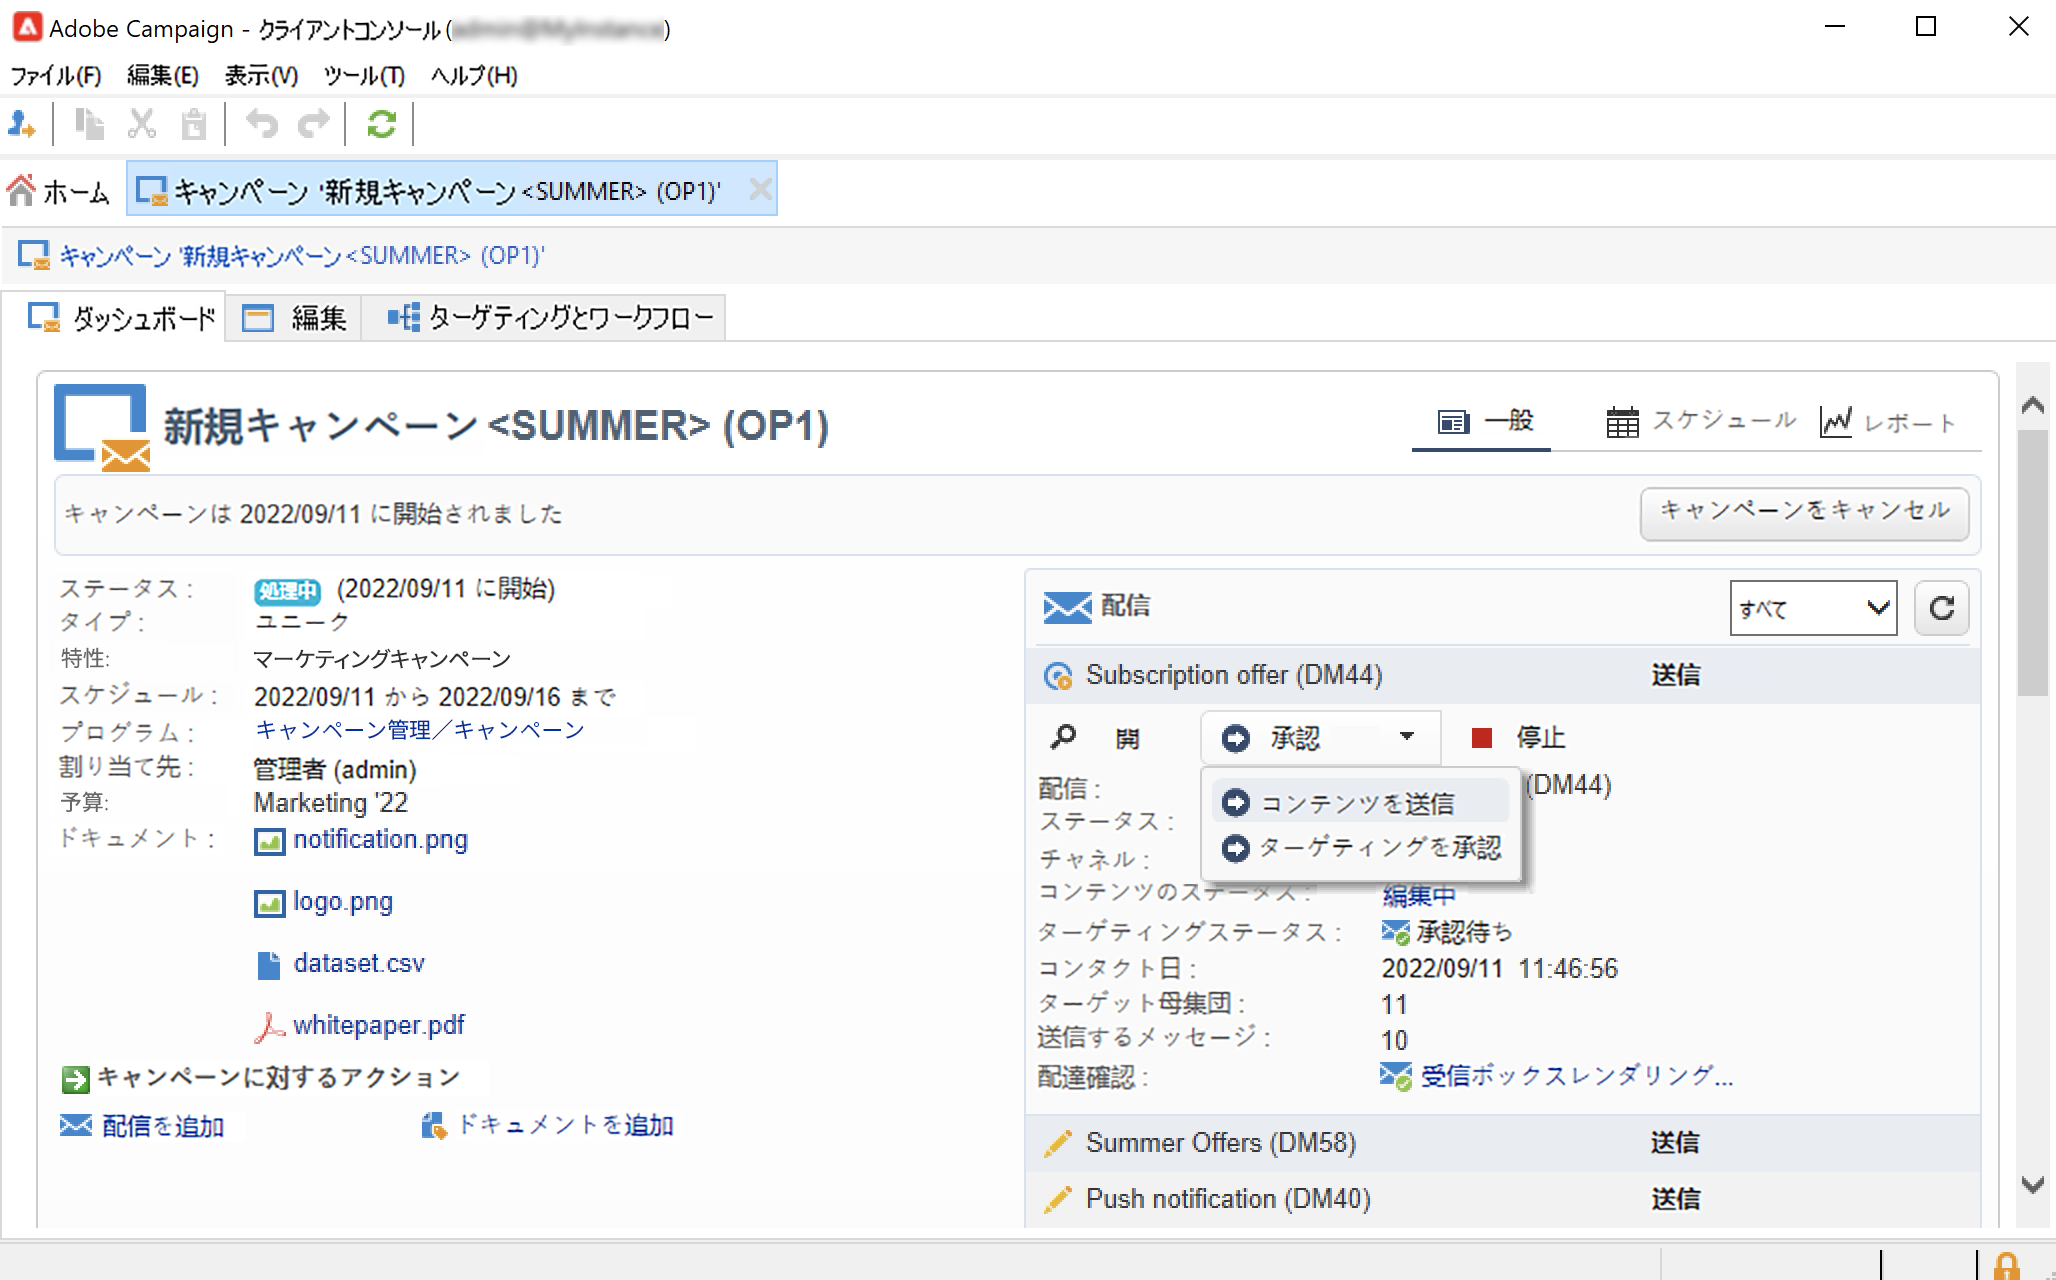 Adobe Campaign - クライアントコンソール ( )
ファイル(F) 編集(E) 表示(V) ツール(T) ヘルプ(H)
ホーム キャンペーン '新規キャンペーン <SUMMER> (OP1)'
キャンペーン '新規キャンペーン <SUMMER> (OP1)'
ダッシュボード 編集 ターゲティングとワークフロー
新規キャンペーン <SUMMER> (OP1)
一般 スケジュール レポート
キャンペーンは 2022/09/11 に開始されました
キャンペーンをキャンセル
ステータス : 処理中 (2022/09/11 に開始)
タイプ : ユニーク
特性: マーケティングキャンペーン
スケジュール : 2022/09/11 から 2022/09/16 まで
プログラム : キャンペーン管理／キャンペーン
割り当て先 : 管理者 (admin)
予算: Marketing '22
ドキュメント : notification.png
logo.png
dataset.csv
whitepaper.pdf
キャンペーンに対するアクション
配信を追加 ドキュメントを追加
配信 すべて
Subscription offer (DM44) 送信
開 承認 停止
コンテンツを送信
ターゲティングを承認
配信 : (DM44)
ステータス :
チャネル :
コンテンツのステータス : 編集中
ターゲティングステータス : 承認待ち
コンタクト日 : 2022/09/11 11:46:56
ターゲット母集団 : 11
送信するメッセージ : 10
配達確認 : 受信ボックスレンダリング...
Summer Offers (DM58) 送信
Push notification (DM40) 送信